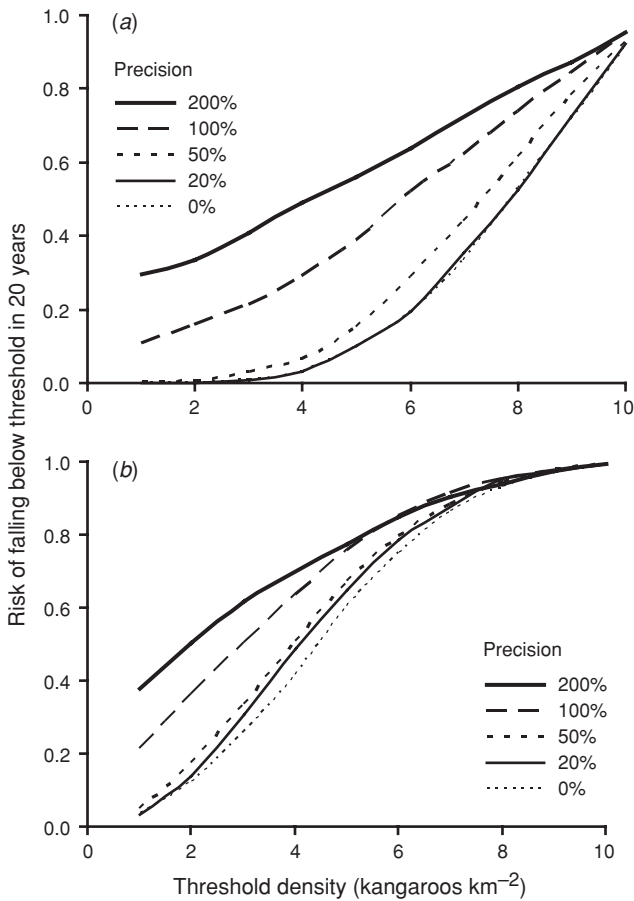 Risk of falling below threshold in 20 years
(a)
1.0
0.8
0.6
0.4
0.2
0.0
Precision
200%
100%
50%
20%
0%
0 2 4 6 8 10
(b)
1.0
0.8
0.6
0.4
0.2
0.0
Precision
200%
100%
50%
20%
0%
0 2 4 6 8 10
Threshold density (kangaroos km⁻²)